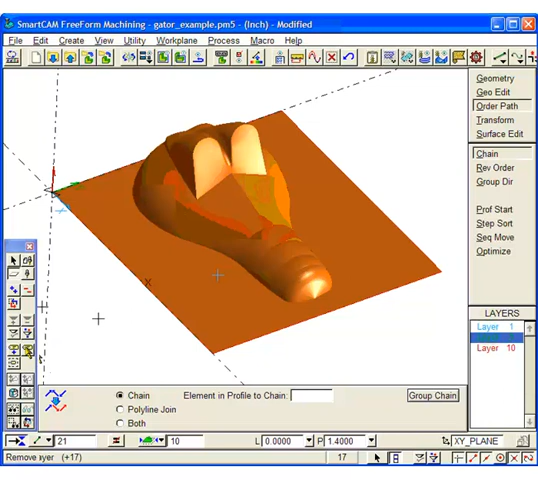 SmartCAM FreeForm Machining - gator_example.pm5 - (Inch) - Modified
File Edit Create View Utility Workplane Process Macro Help
Geometry
Geo Edit
Order Path
Transform
Surface Edit
Chain
Rev Order
Group Dir
Prof Start
Step Sort
Seq Move
Optimize
X
LAYERS
Layer 1
Layer 10
Chain Element in Profile to Chain: Group Chain
Polyline Join
Both
21 10 L 0.0000 P 1.4000 XY_PLANE
Remove Layer (+17) 17